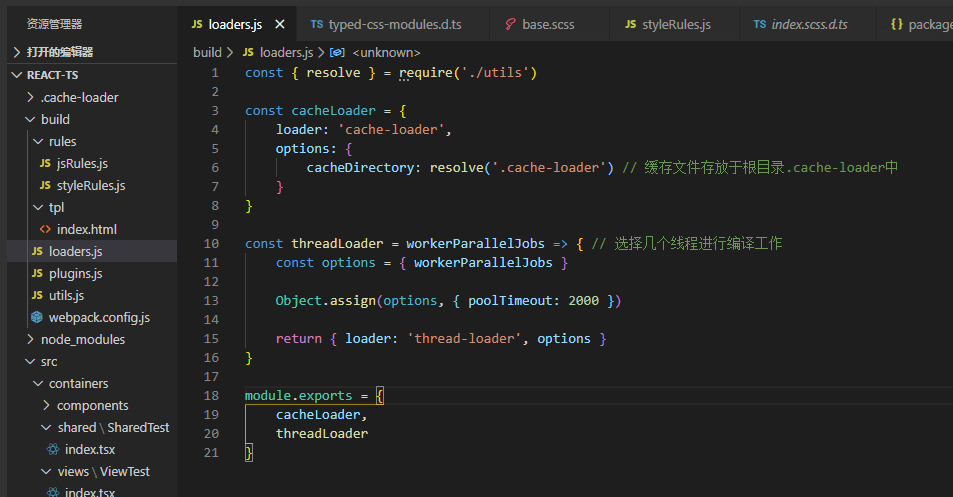 资源管理器
打开的编辑器
REACT-TS
.cache-loader
build
rules
JS jsRules.js
JS styleRules.js
tpl
<> index.html
JS loaders.js
JS plugins.js
JS utils.js
webpack.config.js
node_modules
src
containers
components
shared \ SharedTest
index.tsx
views \ ViewTest
index.tsx
JS loaders.js TS typed-css-modules.d.ts base.scss JS styleRules.js TS index.scss.d.ts {} package
build > JS loaders.js > <unknown>
1 const { resolve } = require('./utils')
2
3 const cacheLoader = {
4 loader: 'cache-loader',
5 options: {
6 cacheDirectory: resolve('.cache-loader') // 缓存文件存放于根目录.cache-loader中
7 }
8 }
9
10 const threadLoader = workerParallelJobs => { // 选择几个线程进行编译工作
11 const options = { workerParallelJobs }
12
13 Object.assign(options, { poolTimeout: 2000 })
14
15 return { loader: 'thread-loader', options }
16 }
17
18 module.exports = {
19 cacheLoader,
20 threadLoader
21 }